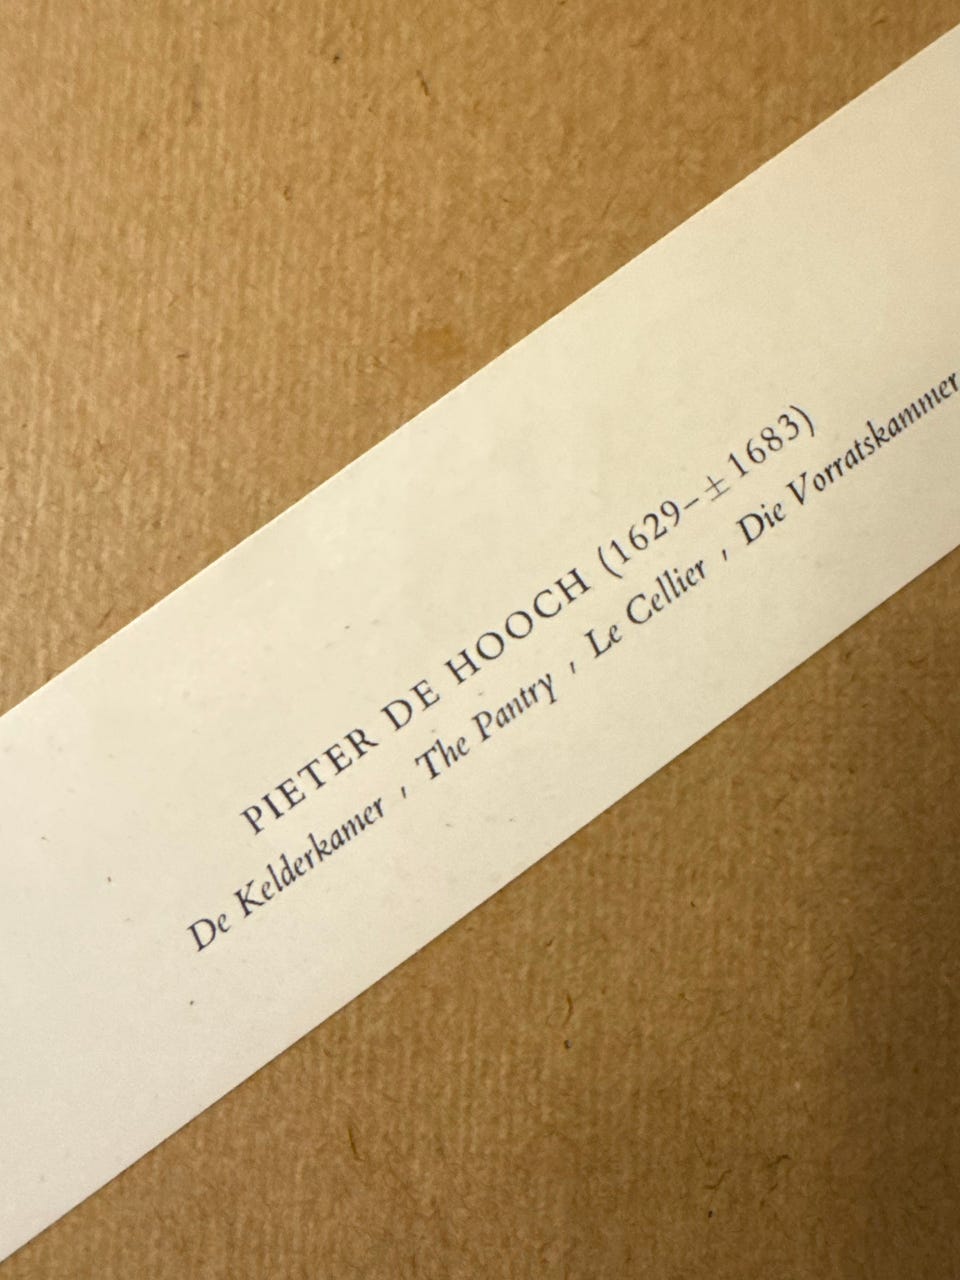 PIETER DE HOOCH (1629–± 1683)
De Kelderkamer , The Pantry , Le Cellier , Die Vorratskammer